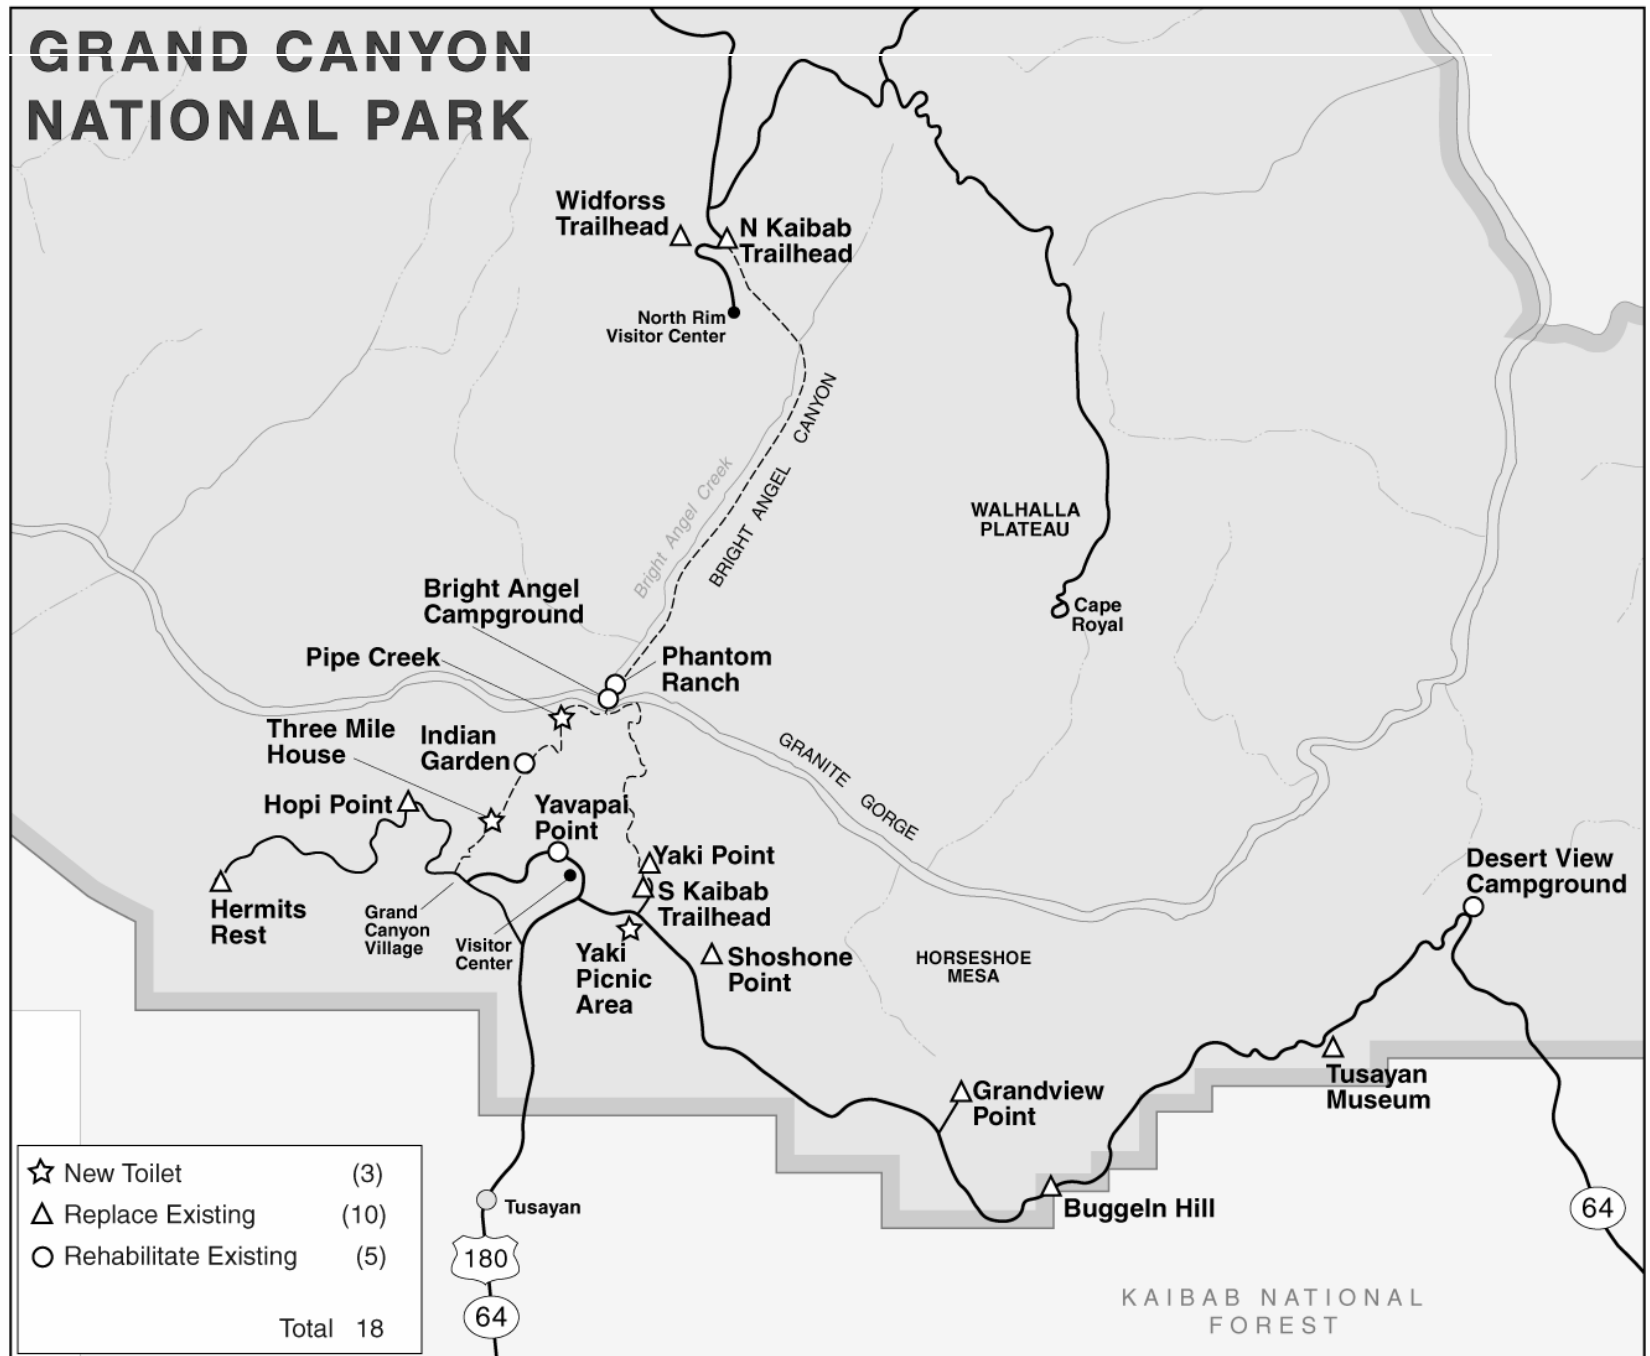 GRAND CANYON
NATIONAL PARK
Widforss
Trailhead
N Kaibab
Trailhead
North Rim
Visitor Center
Bright Angel Creek
BRIGHT ANGEL CANYON
WALHALLA
PLATEAU
Cape
Royal
Bright Angel
Campground
Pipe Creek
Phantom
Ranch
Three Mile
House
Indian
Garden
GRANITE GORGE
Hopi Point
Yavapai
Point
Yaki Point
S Kaibab
Trailhead
Desert View
Campground
Hermits
Rest
Grand
Canyon
Village
Visitor
Center
Yaki
Picnic
Area
Shoshone
Point
HORSESHOE
MESA
Grandview
Point
Tusayan
Museum
Buggeln Hill
New Toilet (3)
Replace Existing (10)
Rehabilitate Existing (5)
Total 18
Tusayan
180
64
64
KAIBAB NATIONAL
FOREST